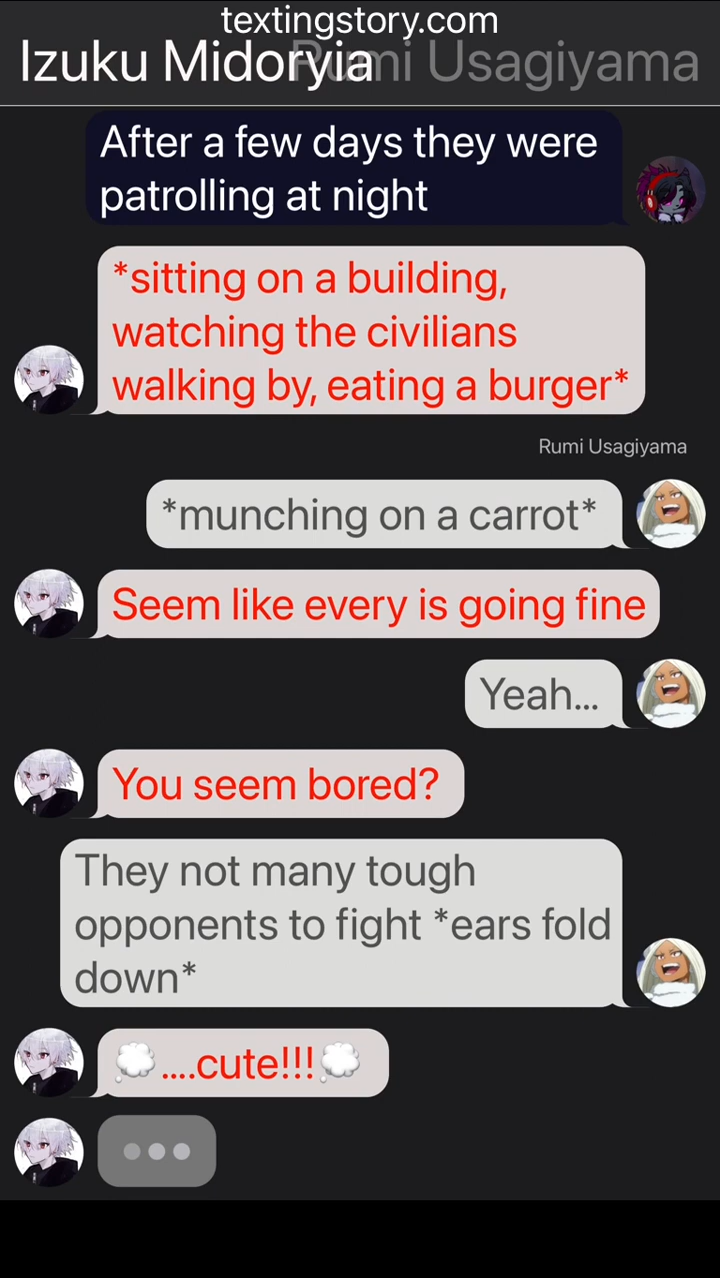 textingstory.com
Izuku Midoryia Rumi Usagiyama
After a few days they were
patrolling at night
*sitting on a building,
watching the civilians
walking by, eating a burger*
Rumi Usagiyama
*munching on a carrot*
Seem like every is going fine
Yeah...
You seem bored?
They not many tough
opponents to fight *ears fold
down*
💭....cute!!!💭